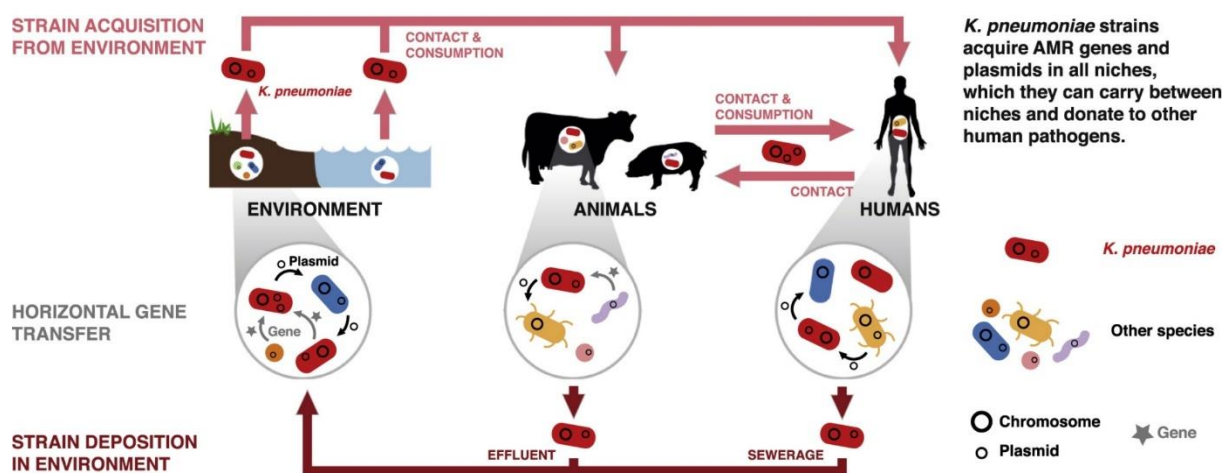 STRAIN ACQUISITION
FROM ENVIRONMENT
CONTACT &
CONSUMPTION
K. pneumoniae
K. pneumoniae strains
acquire AMR genes and
plasmids in all niches,
which they can carry between
niches and donate to other
human pathogens.
CONTACT &
CONSUMPTION
CONTACT
ENVIRONMENT
ANIMALS
HUMANS
HORIZONTAL GENE
TRANSFER
Plasmid
Gene
K. pneumoniae
Other species
Chromosome
Plasmid
Gene
STRAIN DEPOSITION
IN ENVIRONMENT
EFFLUENT
SEWERAGE